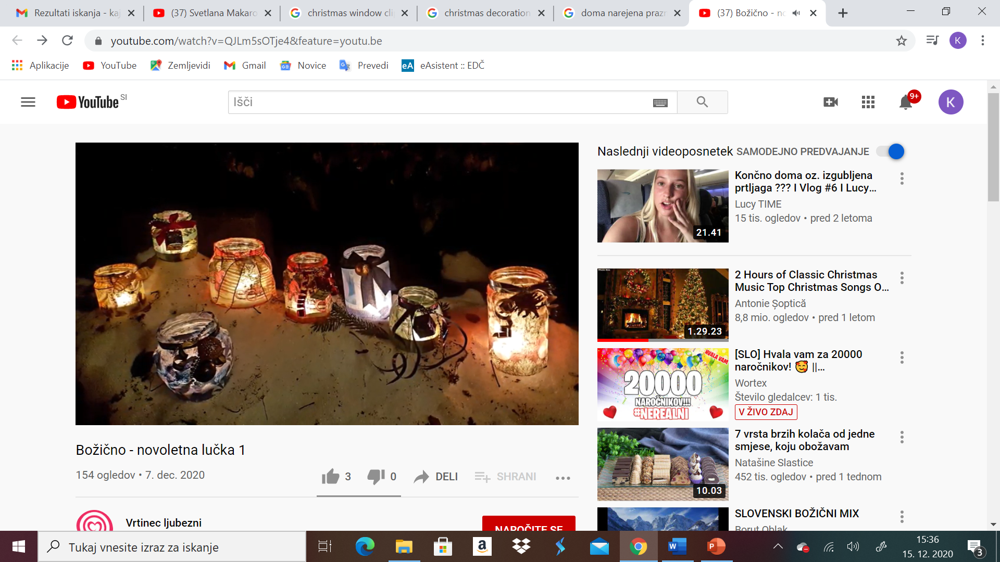 Rezultati iskanja - kaj
(37) Svetlana Makaro
christmas window cli
christmas decoration
doma narejena prazn
(37) Božično - no
youtube.com/watch?v=QJLm5sOTje4&feature=youtu.be
K
Aplikacije
YouTube
Zemljevidi
Gmail
Novice
Prevedi
eA
eAsistent :: EDČ
YouTube SI
Išči
9+
K
Naslednji videoposnetek
SAMODEJNO PREDVAJANJE
Končno doma oz. izgubljena
prtljaga ??? I Vlog #6 I Lucy...
Lucy TIME
15 tis. ogledov • pred 2 letoma
21.41
Music Box
2 Hours of Classic Christmas
Music Top Christmas Songs O...
Antonie Șoptică
8,8 mio. ogledov • pred 1 letom
1.29.23
HVALA VAM
20000
NAROČNIKOV!!!
#NEREALNI
[SLO] Hvala vam za 20000
naročnikov! 🥰 ||...
Wortex
Število gledalcev: 1 tis.
V ŽIVO ZDAJ
7 vrsta brzih kolača od jedne
smjese, koju obožavam
Natašine Slastice
452 tis. ogledov • pred 1 tednom
10.03
SLOVENSKI BOŽIČNI MIX
Borut Oblak
Božično - novoletna lučka 1
154 ogledov • 7. dec. 2020
3
0
DELI
SHRANI
Vrtinec ljubezni
NAROČITE SE
Tukaj vnesite izraz za iskanje
15:36
15. 12. 2020
3